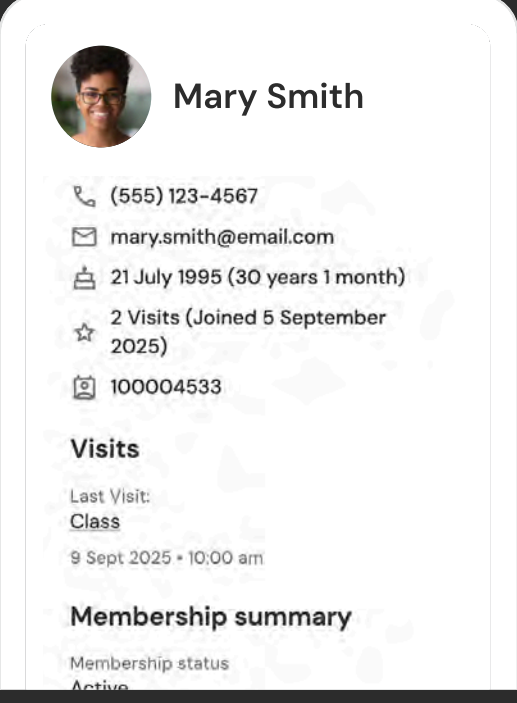 Mary Smith
(555) 123-4567
mary.smith@email.com
21 July 1995 (30 years 1 month)
2 Visits (Joined 5 September
2025)
100004533
Visits
Last Visit:
Class
9 Sept 2025 • 10:00 am
Membership summary
Membership status
Active